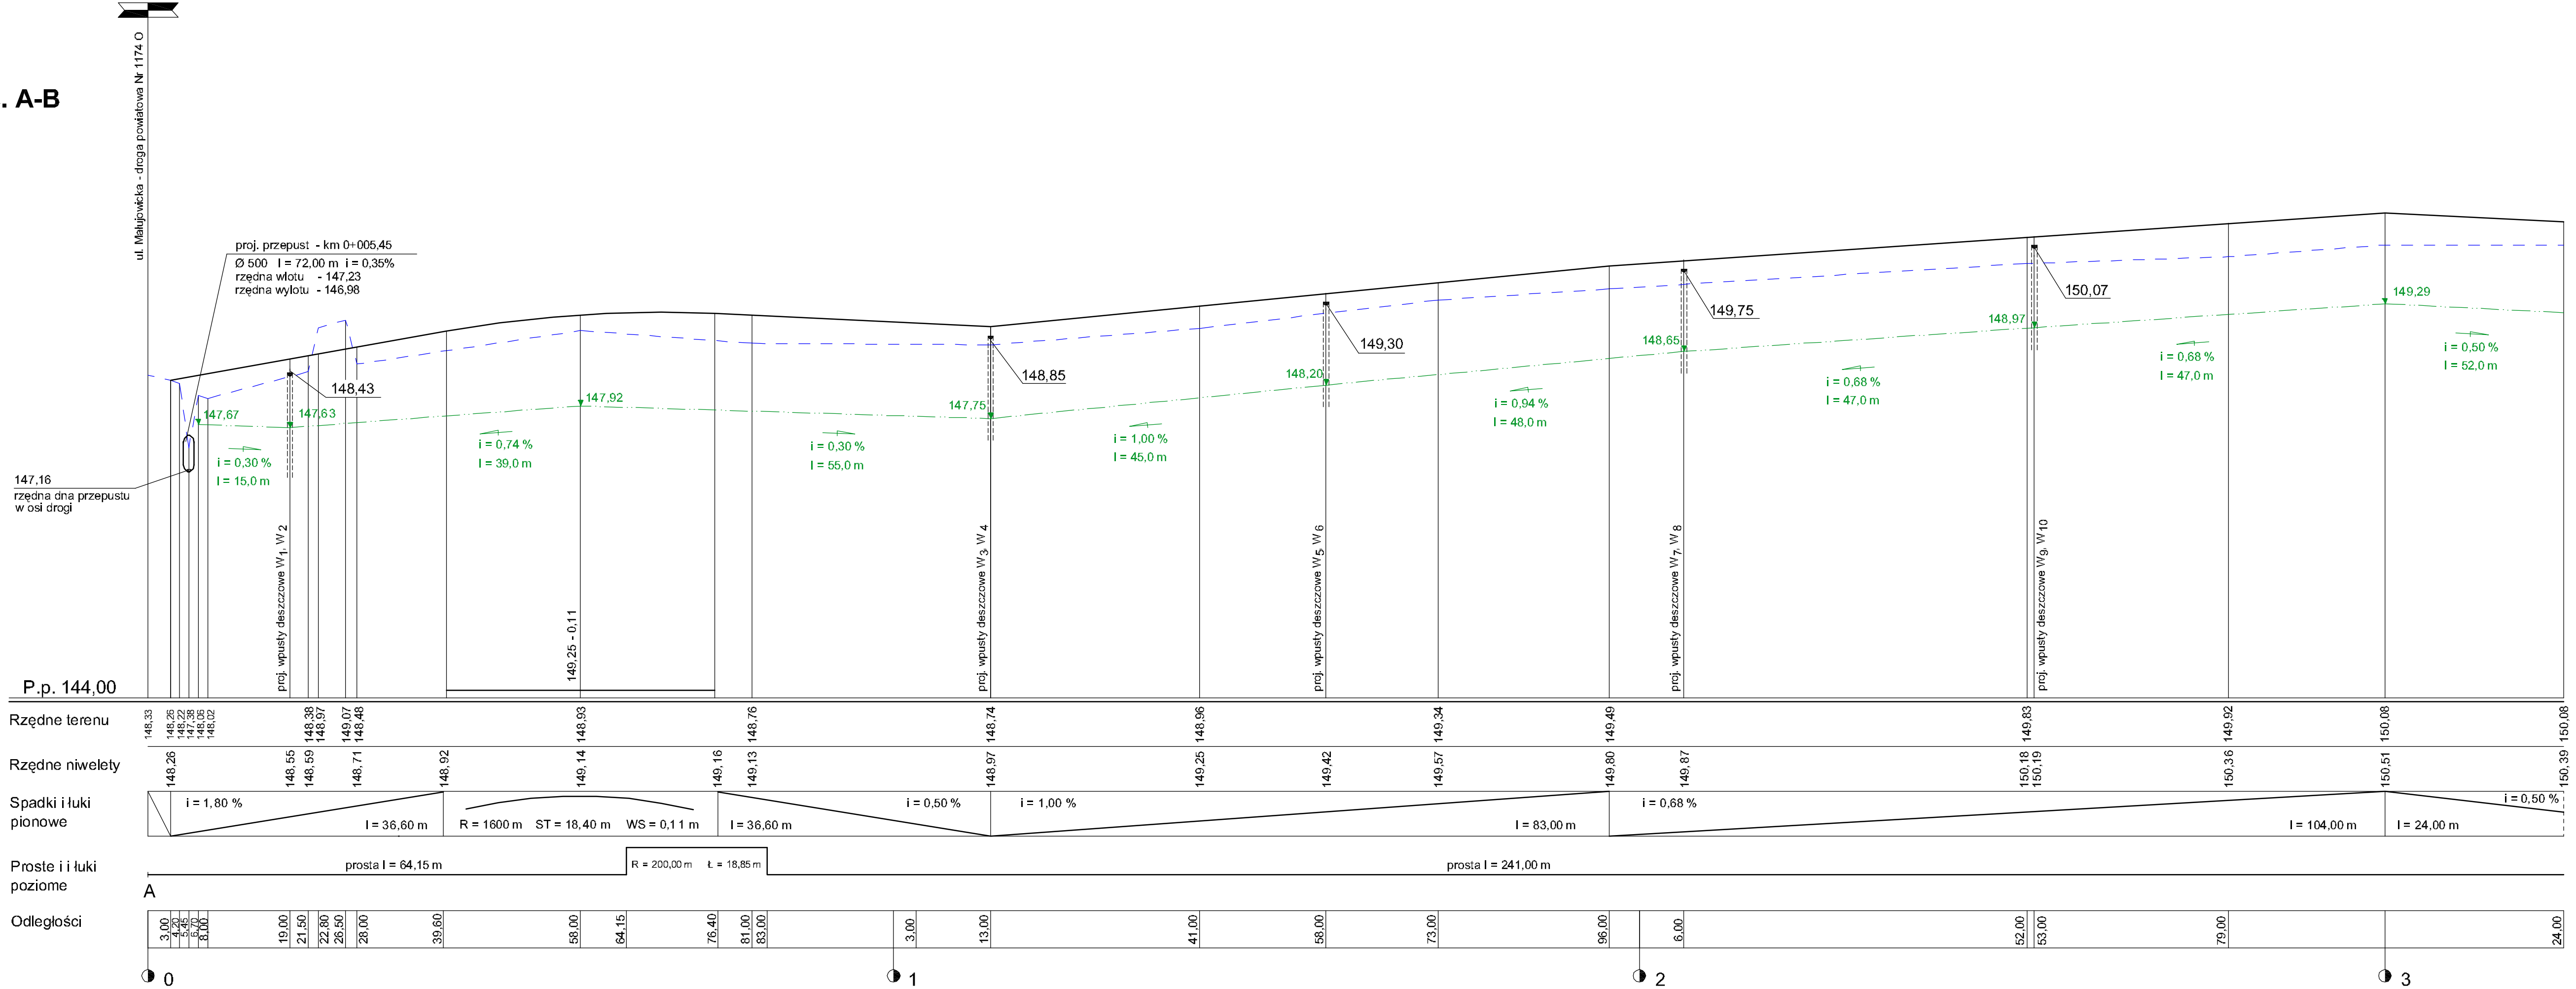 . A-B
ul. Małujowicka - droga powiatowa Nr 1174 O
proj. przepust - km 0+005,45
Ø 500 l = 72,00 m i = 0,35%
rzędna wlotu - 147,23
rzędna wylotu - 146,98
147,16
rzędna dna przepustu
w osi drogi
147,67
147,63
148,43
147,92
147,75
148,85
148,20
149,30
148,65
149,75
148,97
150,07
149,29
i = 0,30 %
l = 15,0 m
i = 0,74 %
l = 39,0 m
i = 0,30 %
l = 55,0 m
i = 1,00 %
l = 45,0 m
i = 0,94 %
l = 48,0 m
i = 0,68 %
l = 47,0 m
i = 0,68 %
l = 47,0 m
i = 0,50 %
l = 52,0 m
proj. wpusty deszczowe W1, W2
149,25 - 0,11
proj. wpusty deszczowe W3, W4
proj. wpusty deszczowe W5, W6
proj. wpusty deszczowe W7, W8
proj. wpusty deszczowe W9, W10
P.p. 144,00
Rzędne terenu
148,33 148,26 148,22 147,38 148,06 148,02 148,38 148,97 149,07 148,48 148,93 148,76 148,74 148,96 149,34 149,49 149,83 149,92 150,08 150,08
Rzędne niwelety
148,26 148,55 148,59 148,71 148,92 149,14 149,16 149,13 148,97 149,25 149,42 149,57 149,80 149,87 150,18 150,19 150,36 150,51 150,39
Spadki i łuki
pionowe
i = 1,80 %
l = 36,60 m
R = 1600 m ST = 18,40 m WS = 0,11 m
l = 36,60 m
i = 0,50 %
i = 1,00 %
l = 83,00 m
i = 0,68 %
l = 104,00 m
l = 24,00 m
i = 0,50 %
Proste i i łuki
poziome
prosta l = 64,15 m
R = 200,00 m Ł = 18,85 m
prosta l = 241,00 m
A
Odległości
3,00 4,20 5,45 6,70 8,00 19,00 21,50 22,80 26,50 28,00 39,60 58,00 64,15 76,40 81,00 83,00 3,00 13,00 41,00 58,00 73,00 96,00 6,00 52,00 53,00 79,00 24,00
0 1 2 3